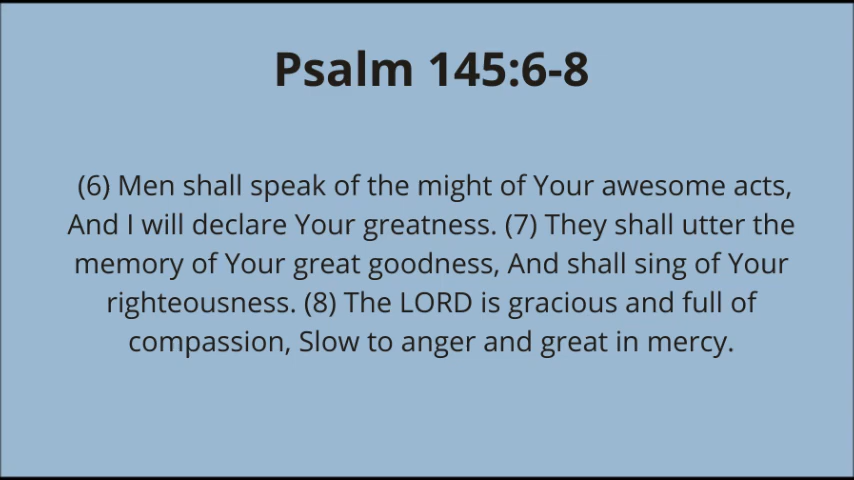 Psalm 145:6-8
(6) Men shall speak of the might of Your awesome acts,
And I will declare Your greatness. (7) They shall utter the
memory of Your great goodness, And shall sing of Your
righteousness. (8) The LORD is gracious and full of
compassion, Slow to anger and great in mercy.